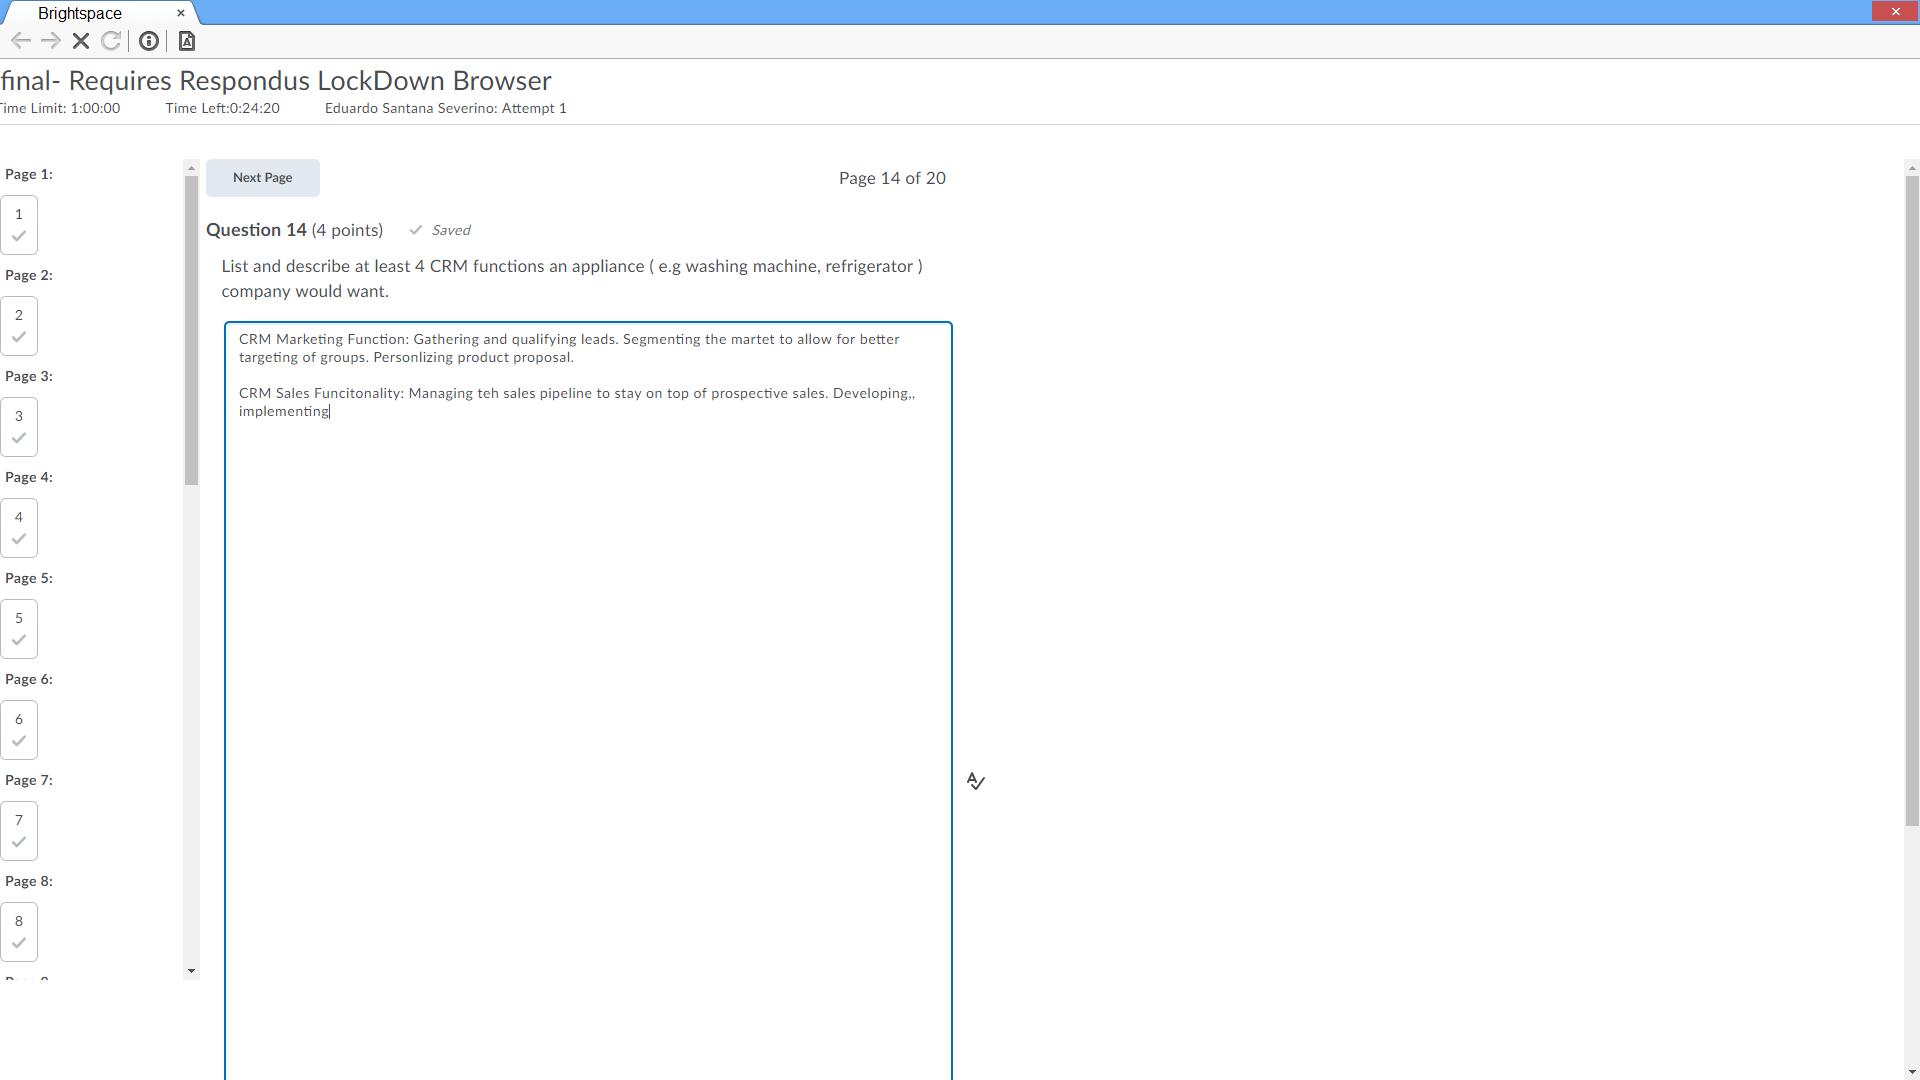 Brightspace
final- Requires Respondus LockDown Browser
Time Limit: 1:00:00 Time Left:0:24:20 Eduardo Santana Severino: Attempt 1
Page 1:
1
Page 2:
2
Page 3:
3
Page 4:
4
Page 5:
5
Page 6:
6
Page 7:
7
Page 8:
8
Next Page
Page 14 of 20
Question 14 (4 points) Saved
List and describe at least 4 CRM functions an appliance ( e.g washing machine, refrigerator )
company would want.
CRM Marketing Function: Gathering and qualifying leads. Segmenting the martet to allow for better
targeting of groups. Personlizing product proposal.
CRM Sales Funcitonality: Managing teh sales pipeline to stay on top of prospective sales. Developing,,
implementing